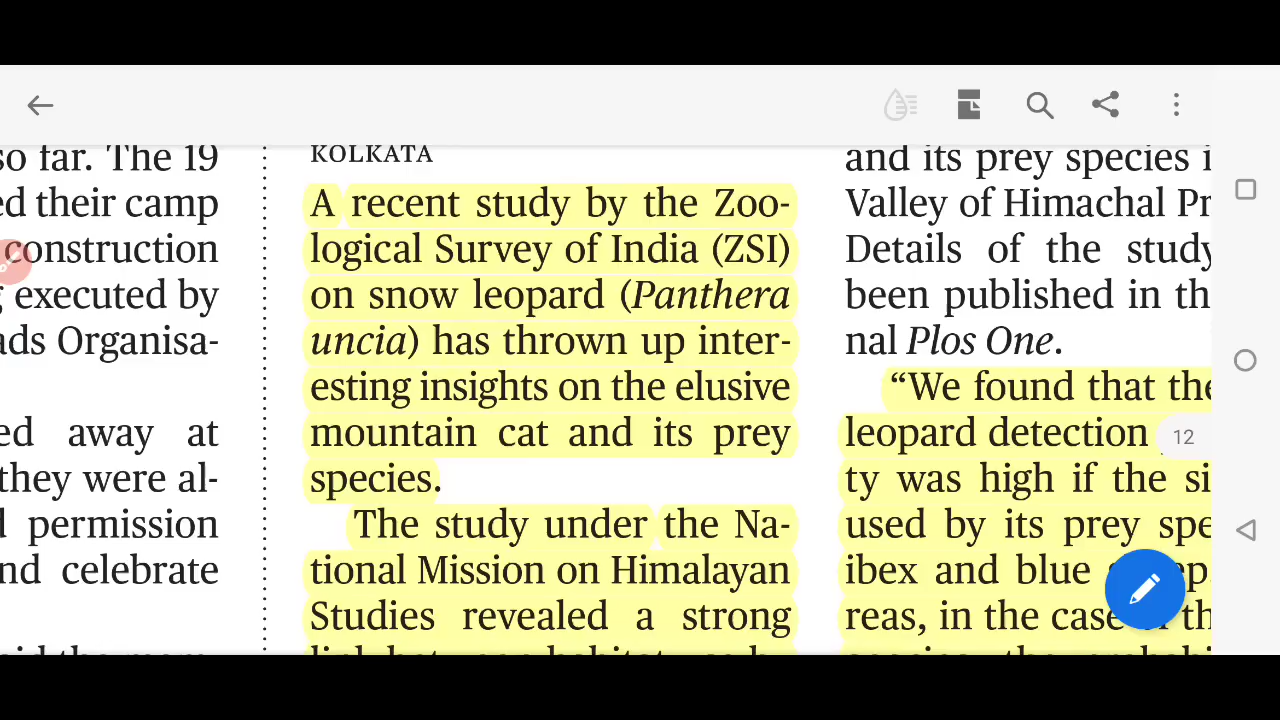 so far. The 19
ed their camp
construction
executed by
ads Organisa-
ed away at
they were al-
permission
nd celebrate
KOLKATA
A recent study by the Zoo-
logical Survey of India (ZSI)
on snow leopard (Panthera
uncia) has thrown up inter-
esting insights on the elusive
mountain cat and its prey
species.
The study under the Na-
tional Mission on Himalayan
Studies revealed a strong
and its prey species i
Valley of Himachal Pr
Details of the study
been published in th
nal Plos One.
“We found that the
leopard detection
ty was high if the si
used by its prey spe
ibex and blue
reas, in the case th
12